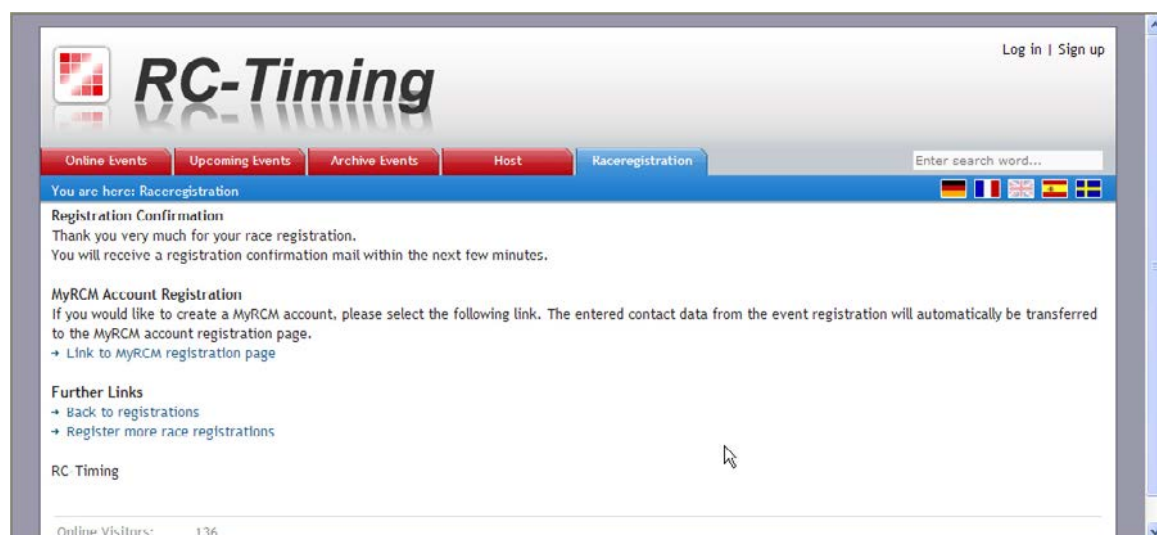 Log in | Sign up
RC-Timing
Online Events Upcoming Events Archive Events Host Raceregistration Enter search word...
You are here: Raceregistration
Registration Confirmation
Thank you very much for your race registration.
You will receive a registration confirmation mail within the next few minutes.
MyRCM Account Registration
If you would like to create a MyRCM account, please select the following link. The entered contact data from the event registration will automatically be transferred
to the MyRCM account registration page.
→ Link to MyRCM registration page
Further Links
→ Back to registrations
→ Register more race registrations
RC-Timing
Online Visitors: 136